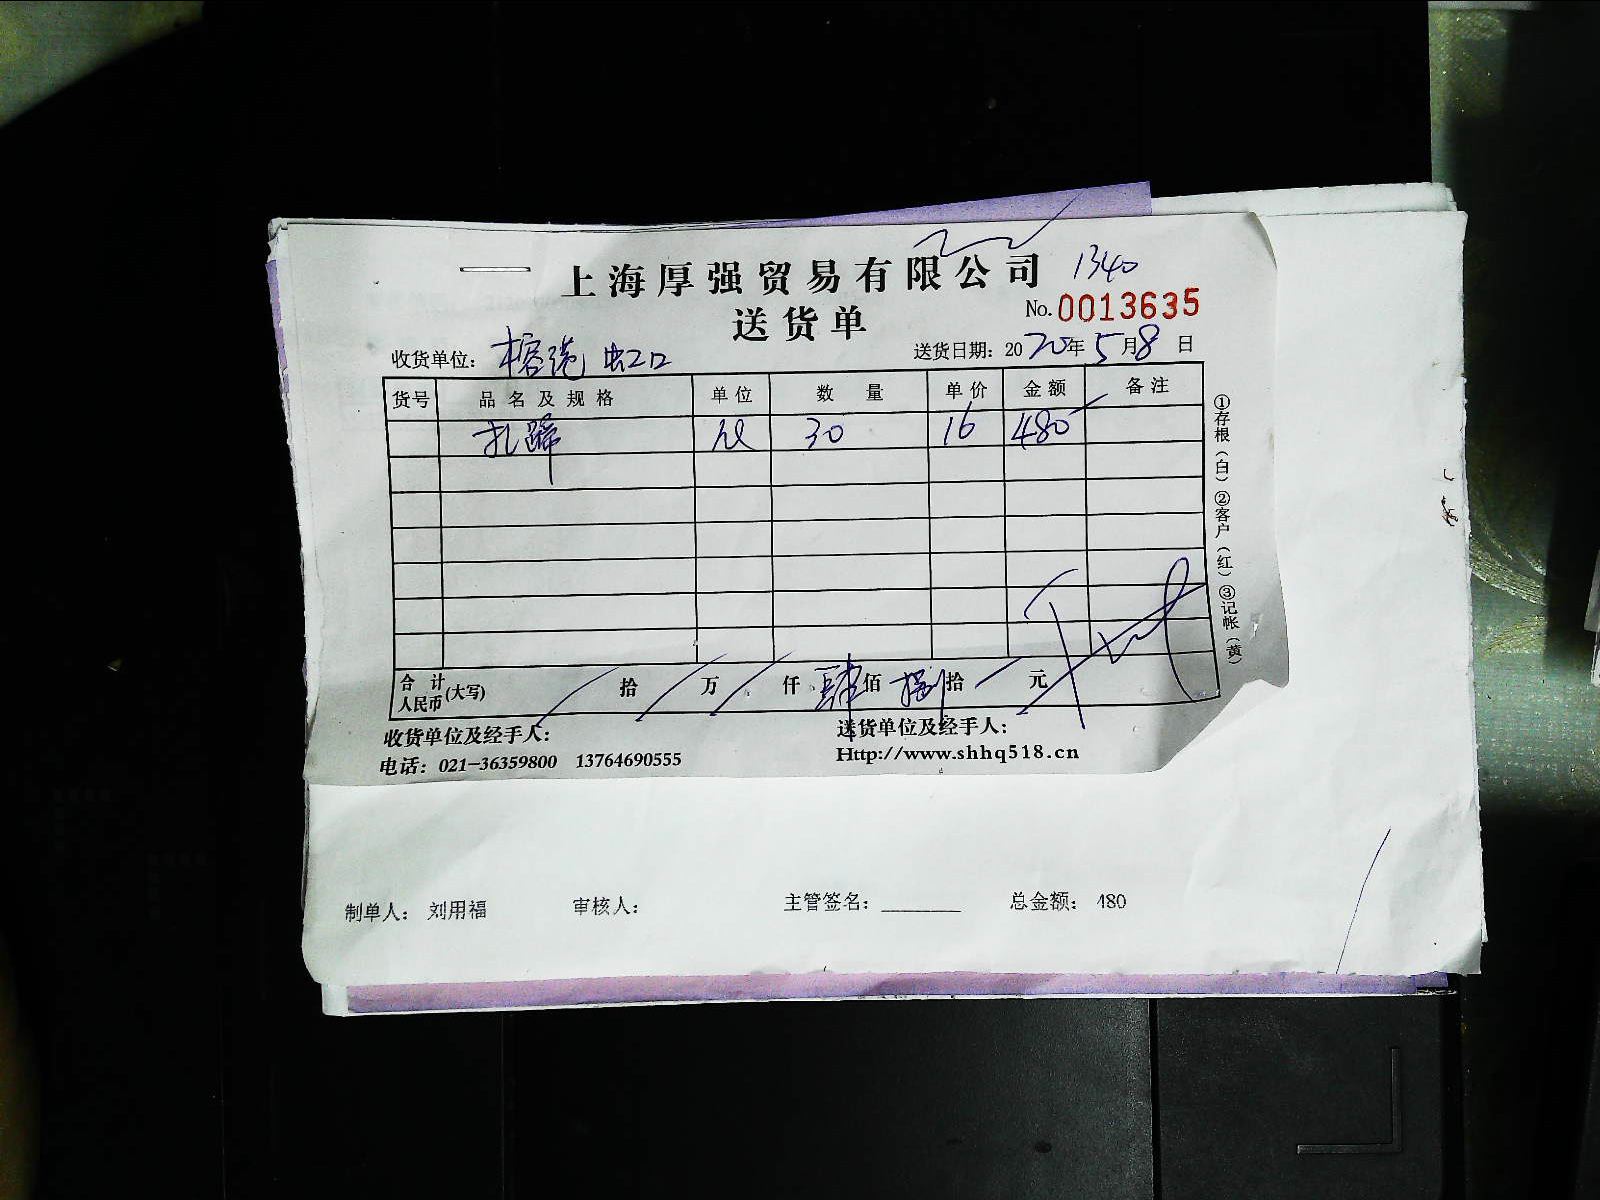 上海厚强贸易有限公司 1340
送货单 No. 0013635
收货单位: 榕港 虹口 送货日期: 2020年5月8日
货号 品名及规格 单位 数量 单价 金额 备注
扎蹄 30 16 480
合计人民币(大写) 拾 万 仟 肆佰 捌拾 元
收货单位及经手人: 送货单位及经手人:
电话: 021-36359800 13764690555 Http://www.shhq518.cn
①存根(白)②客户(红)③记帐(黄)
制单人: 刘用福 审核人: 主管签名: ______ 总金额: 480